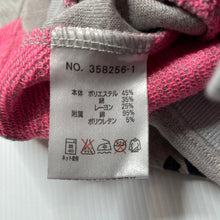 NO. 358256-1
本体 ポリエステル 45%
綿 35%
レーヨン
附属 綿 95%
ポリウレタン 5%
ネット使用